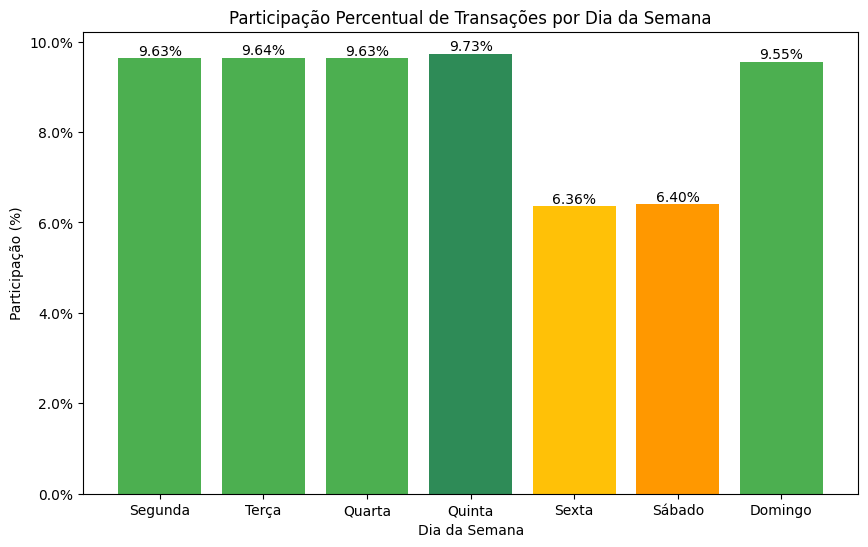 Participação Percentual de Transações por Dia da Semana
Participação (%)
10.0%
8.0%
6.0%
4.0%
2.0%
0.0%
9.63%
9.64%
9.63%
9.73%
6.36%
6.40%
9.55%
Segunda
Terça
Quarta
Quinta
Sexta
Sábado
Domingo
Dia da Semana